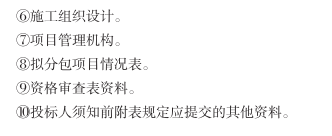 ⑥施工组织设计。
⑦项目管理机构。
⑧拟分包项目情况表。
⑨资格审查表资料。
⑩投标人须知前附表规定应提交的其他资料。